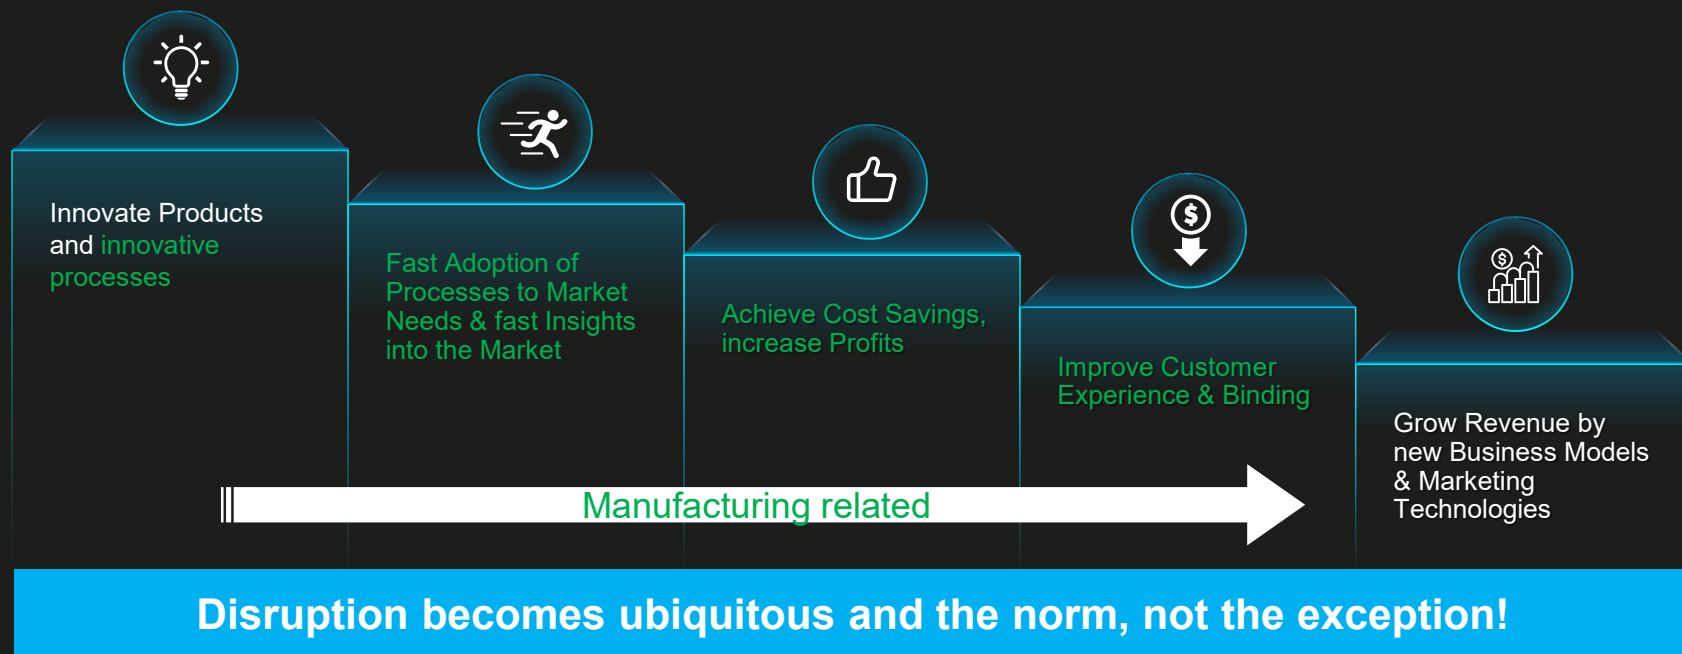 Innovate Products
and innovative
processes
Fast Adoption of
Processes to Market
Needs & fast Insights
into the Market
Achieve Cost Savings,
increase Profits
Improve Customer
Experience & Binding
Grow Revenue by
new Business Models
& Marketing
Technologies
Manufacturing related
Disruption becomes ubiquitous and the norm, not the exception!